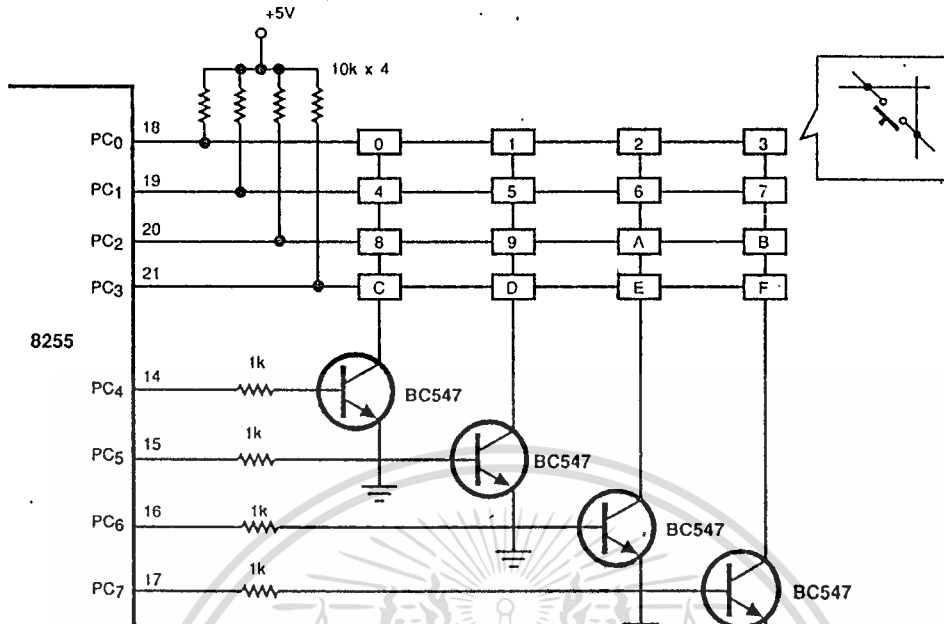 +5V
10k x 4
PC0 18 0 1 2 3
PC1 19 4 5 6 7
PC2 20 8 9 A B
PC3 21 C D E F
8255
PC4 14 1k BC547
PC5 15 1k BC547
PC6 16 1k BC547
PC7 17 1k BC547